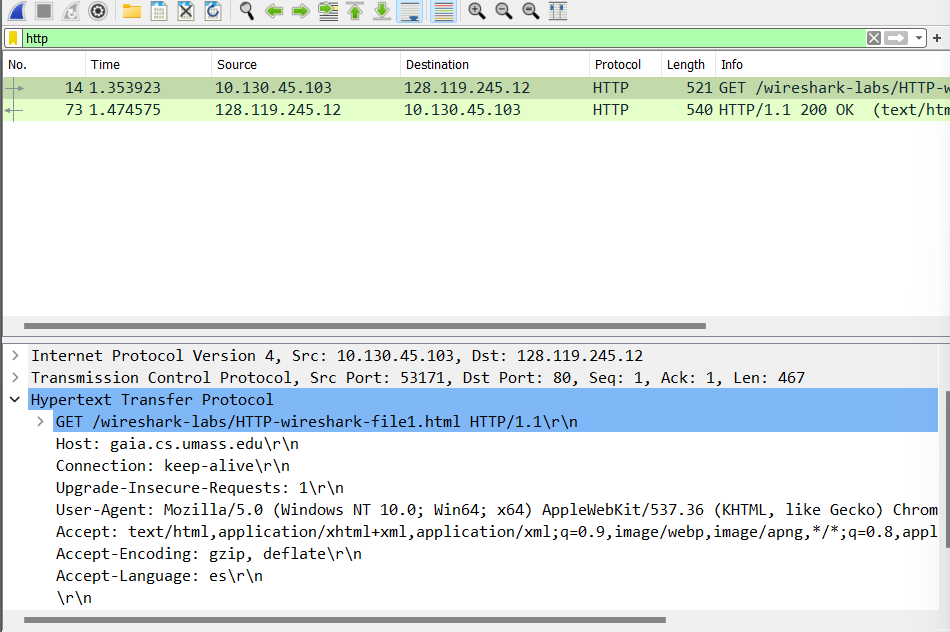 http
No. Time Source Destination Protocol Length Info
14 1.353923 10.130.45.103 128.119.245.12 HTTP 521 GET /wireshark-labs/HTTP-w
73 1.474575 128.119.245.12 10.130.45.103 HTTP 540 HTTP/1.1 200 OK (text/htm
Internet Protocol Version 4, Src: 10.130.45.103, Dst: 128.119.245.12
Transmission Control Protocol, Src Port: 53171, Dst Port: 80, Seq: 1, Ack: 1, Len: 467
Hypertext Transfer Protocol
GET /wireshark-labs/HTTP-wireshark-file1.html HTTP/1.1\r\n
Host: gaia.cs.umass.edu\r\n
Connection: keep-alive\r\n
Upgrade-Insecure-Requests: 1\r\n
User-Agent: Mozilla/5.0 (Windows NT 10.0; Win64; x64) AppleWebKit/537.36 (KHTML, like Gecko) Chrom
Accept: text/html,application/xhtml+xml,application/xml;q=0.9,image/webp,image/apng,*/*;q=0.8,appl
Accept-Encoding: gzip, deflate\r\n
Accept-Language: es\r\n
\r\n